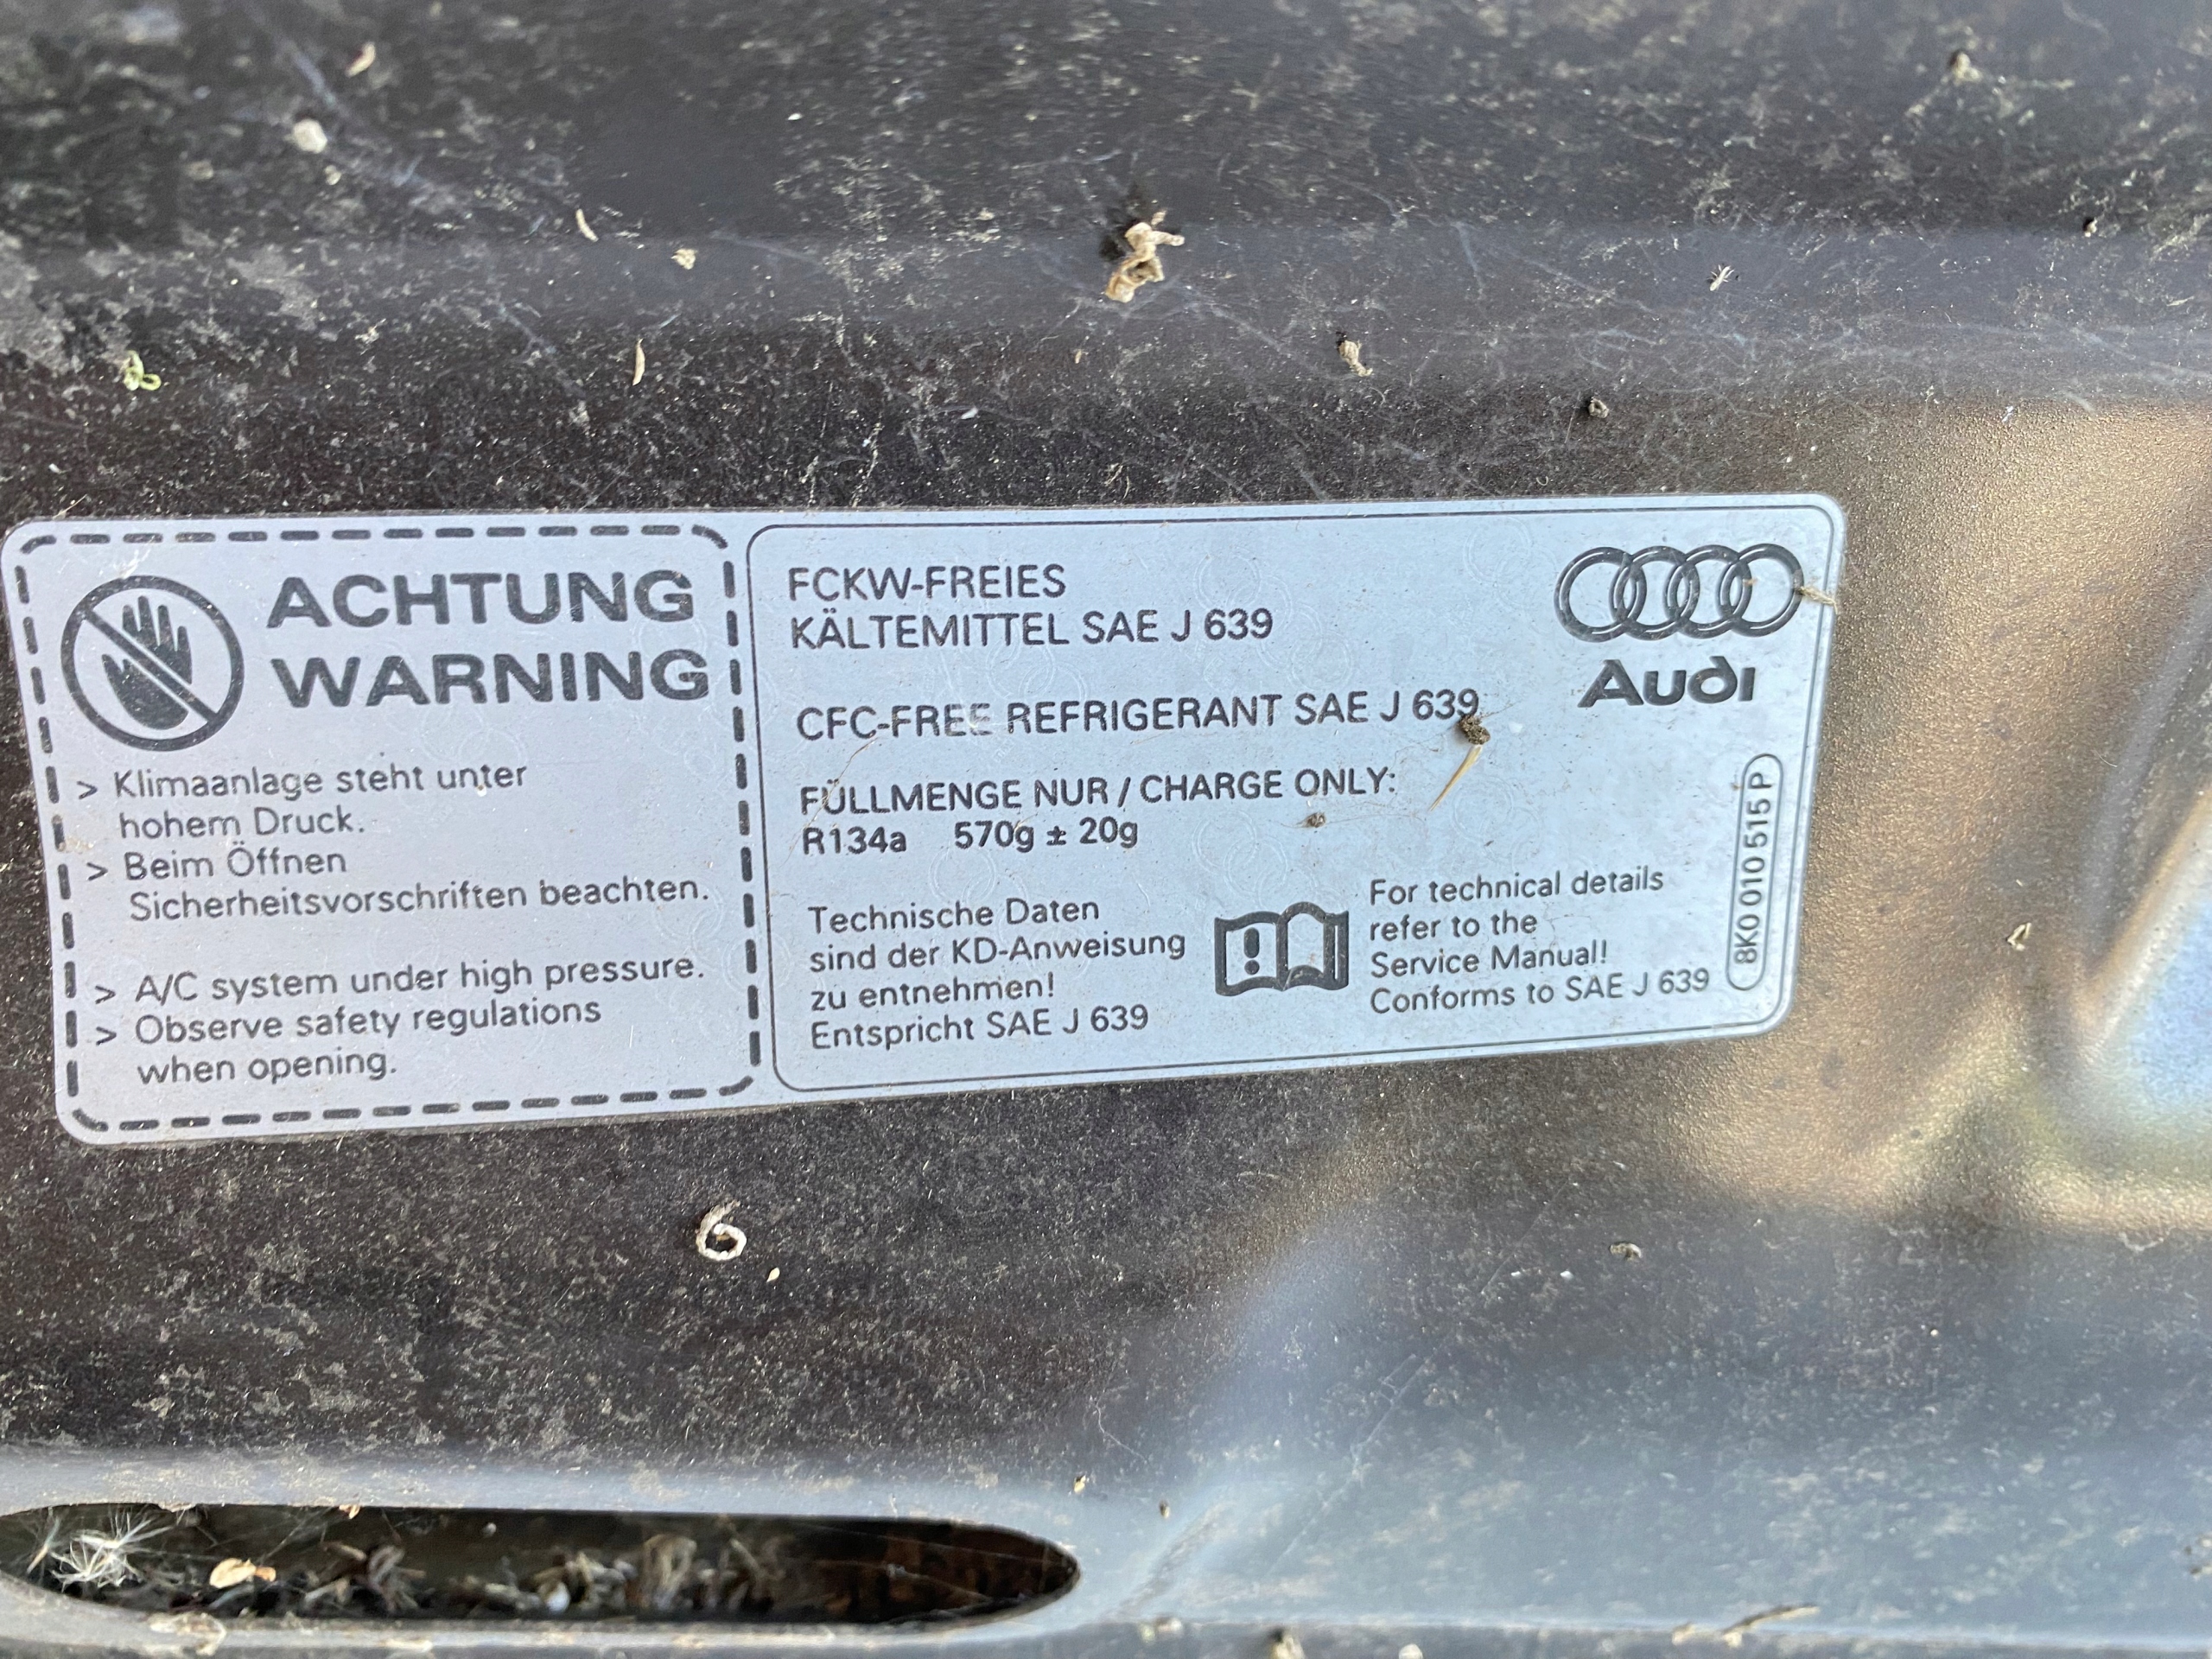 ACHTUNG
WARNING
> Klimaanlage steht unter
hohem Druck.
> Beim Öffnen
Sicherheitsvorschriften beachten.
> A/C system under high pressure.
> Observe safety regulations
when opening.
FCKW-FREIES
KÄLTEMITTEL SAE J 639
CFC-FREE REFRIGERANT SAE J 639
FÜLLMENGE NUR / CHARGE ONLY:
R134a 570g ± 20g
Technische Daten
sind der KD-Anweisung
zu entnehmen!
Entspricht SAE J 639
For technical details
refer to the
Service Manual!
Conforms to SAE J 639
Audi
8K0 010 515 P